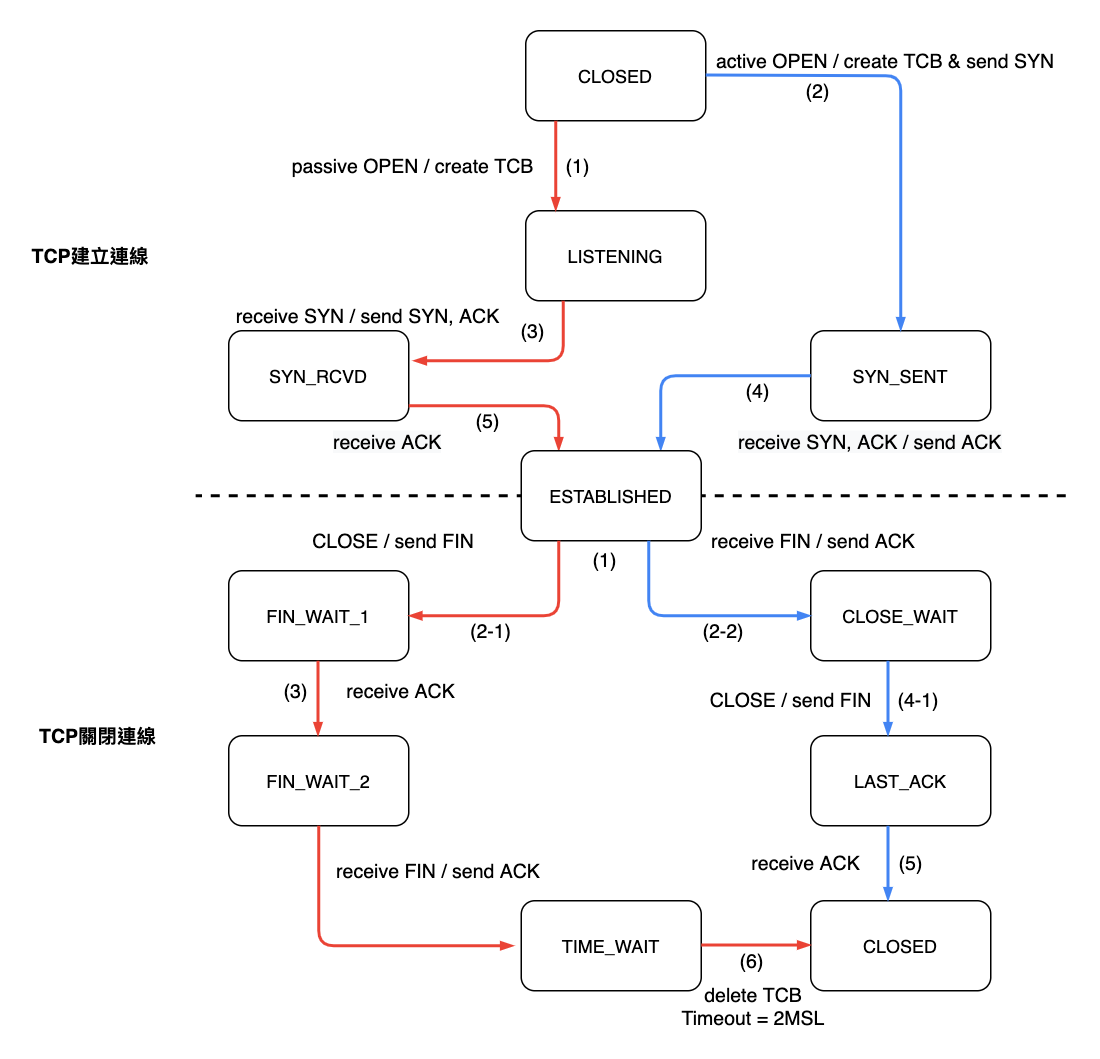 CLOSED
active OPEN / create TCB & send SYN
(2)
passive OPEN / create TCB
(1)
TCP建立連線
LISTENING
receive SYN / send SYN, ACK
(3)
SYN_RCVD
SYN_SENT
(4)
(5)
receive ACK
receive SYN, ACK / send ACK
ESTABLISHED
CLOSE / send FIN
(1)
receive FIN / send ACK
FIN_WAIT_1
CLOSE_WAIT
(2-1)
(2-2)
(3)
receive ACK
CLOSE / send FIN
(4-1)
TCP關閉連線
FIN_WAIT_2
LAST_ACK
receive FIN / send ACK
receive ACK
(5)
TIME_WAIT
CLOSED
(6)
delete TCB
Timeout = 2MSL